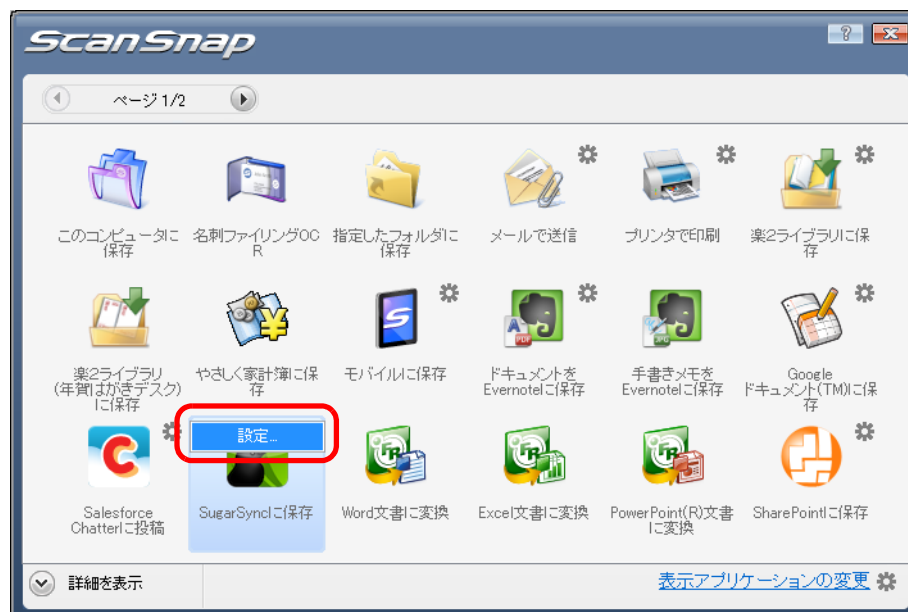 ScanSnap
ページ 1/2
このコンピュータに
保存
名刺ファイリングOC
R
指定したフォルダに
保存
メールで送信
プリンタで印刷
楽2ライブラリに保
存
楽2ライブラリ
(年賀はがきデスク)
に保存
やさしく家計簿に保
存
モバイルに保存
ドキュメントを
Evernoteに保存
手書きメモを
Evernoteに保存
Google
ドキュメント(TM)に保
存
設定...
Salesforce
Chatterに投稿
SugarSyncに保存
Word文書に変換
Excel文書に変換
PowerPoint(R)文書
に変換
SharePointに保存
詳細を表示
表示アプリケーションの変更